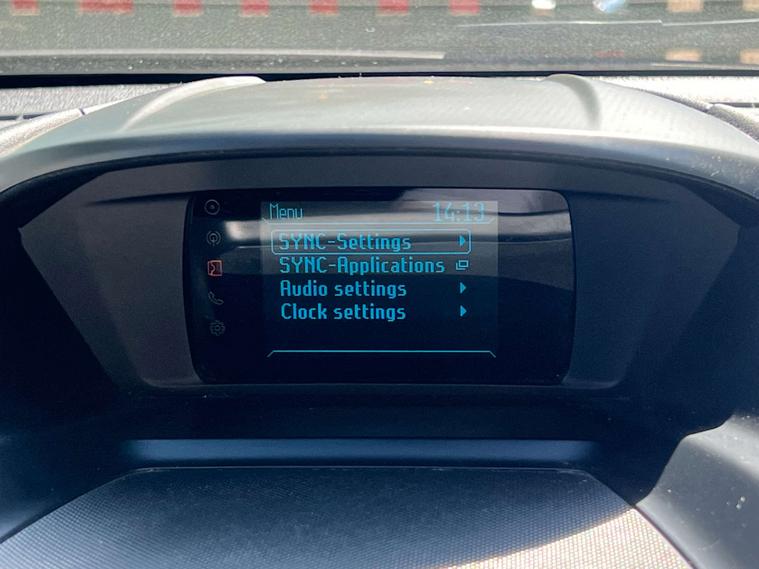 Menu 14:13
SYNC-Settings
SYNC-Applications
Audio settings
Clock settings